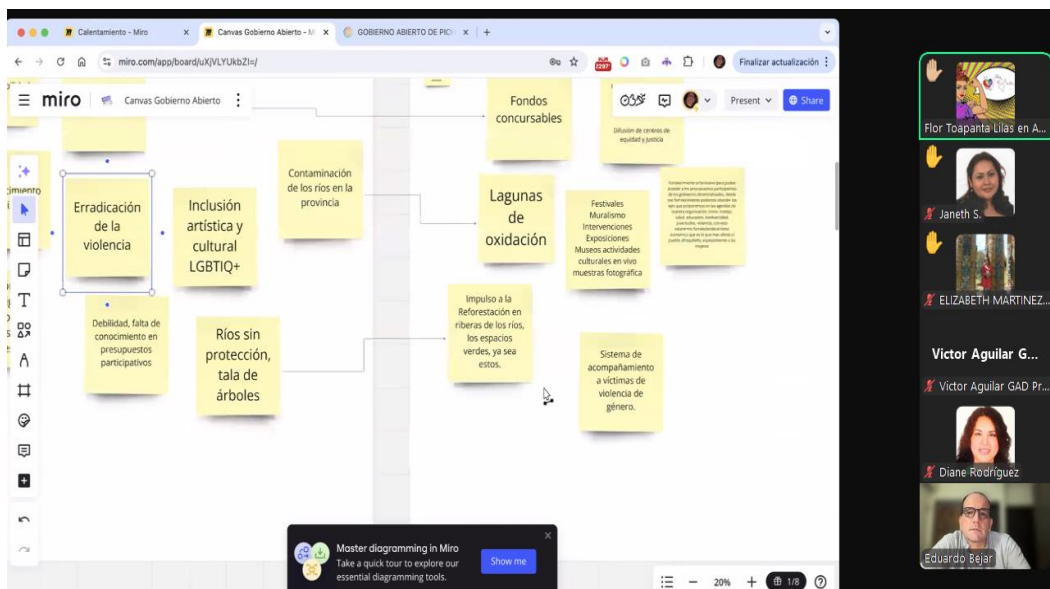 Calentamiento - Miro
Canvas Gobierno Abierto - M
GOBIERNO ABIERTO DE PICH
miro.com/app/board/uXjVLYUkbZI=/
Finalizar actualización
miro
Canvas Gobierno Abierto
Present
Share
Fondos
concursables
Difusión de centros de
equidad y justicia
Contaminación
de los ríos en la
provincia
Erradicación
de la
violencia
Inclusión
artística y
cultural
LGBTIQ+
Lagunas
de
oxidación
Festivales
Muralismo
Intervenciones
Exposiciones
Museos actividades
culturales en vivo
muestras fotográfica
Debilidad, falta de
conocimiento en
presupuestos
participativos
Ríos sin
protección,
tala de
árboles
Impulso a la
Reforestación en
riberas de los ríos,
los espacios
verdes, ya sea
estos.
Sistema de
acompañamiento
a víctimas de
violencia de
género.
Master diagramming in Miro
Take a quick tour to explore our
essential diagramming tools.
Show me
20%
1/8
Flor Toapanta Lilas en A...
Janeth S.
ELIZABETH MARTINEZ...
Victor Aguilar G...
Victor Aguilar GAD Pr...
Diane Rodríguez
Eduardo Bejar